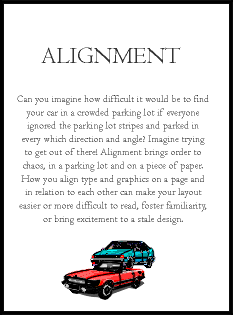 ALIGNMENT
Can you imagine how difficult it would be to find
your car in a crowded parking lot if everyone
ignored the parking lot stripes and parked in
every which direction and angle? Imagine trying
to get out of there! Alignment brings order to
chaos, in a parking lot and on a piece of paper.
How you align type and graphics on a page and
in relation to each other can make your layout
easier or more difficult to read, foster familiarity,
or bring excitement to a stale design.